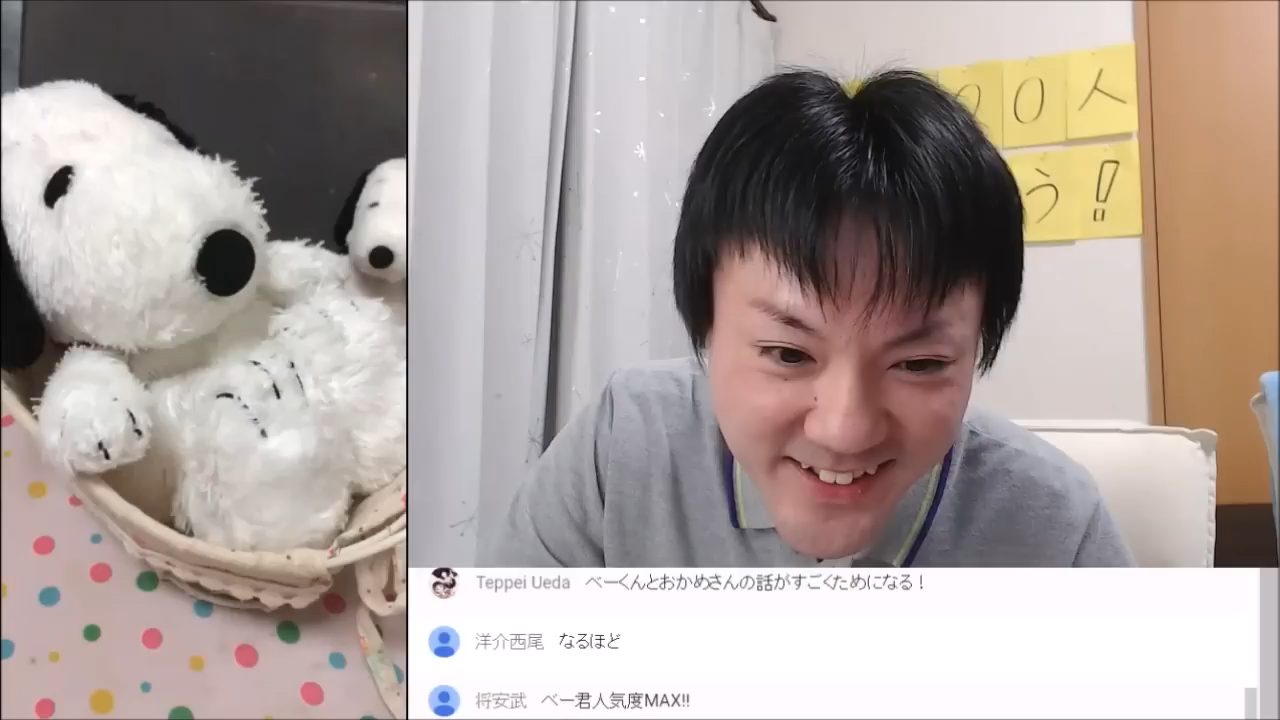 0人
う!
Teppei Ueda べーくんとおかめさんの話がすごくためになる!
洋介西尾 なるほど
将安武 べー君人気度MAX!!